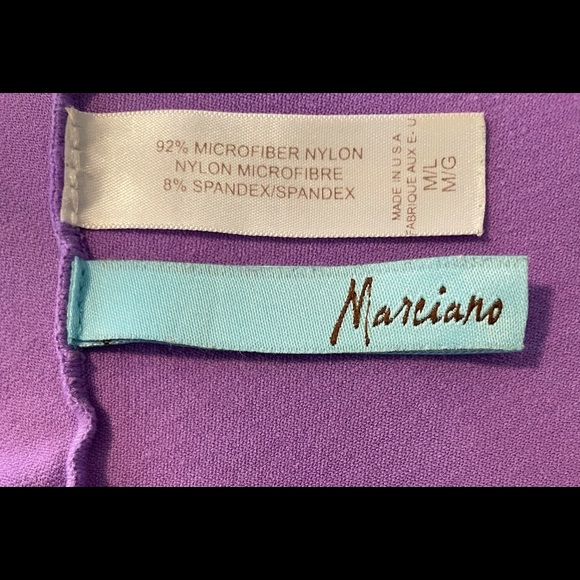 92% MICROFIBER NYLON
NYLON MICROFIBRE
8% SPANDEX/SPANDEX
MADE IN U S A
FABRIQUE AUX E- U
M/L
M/G
Marciano